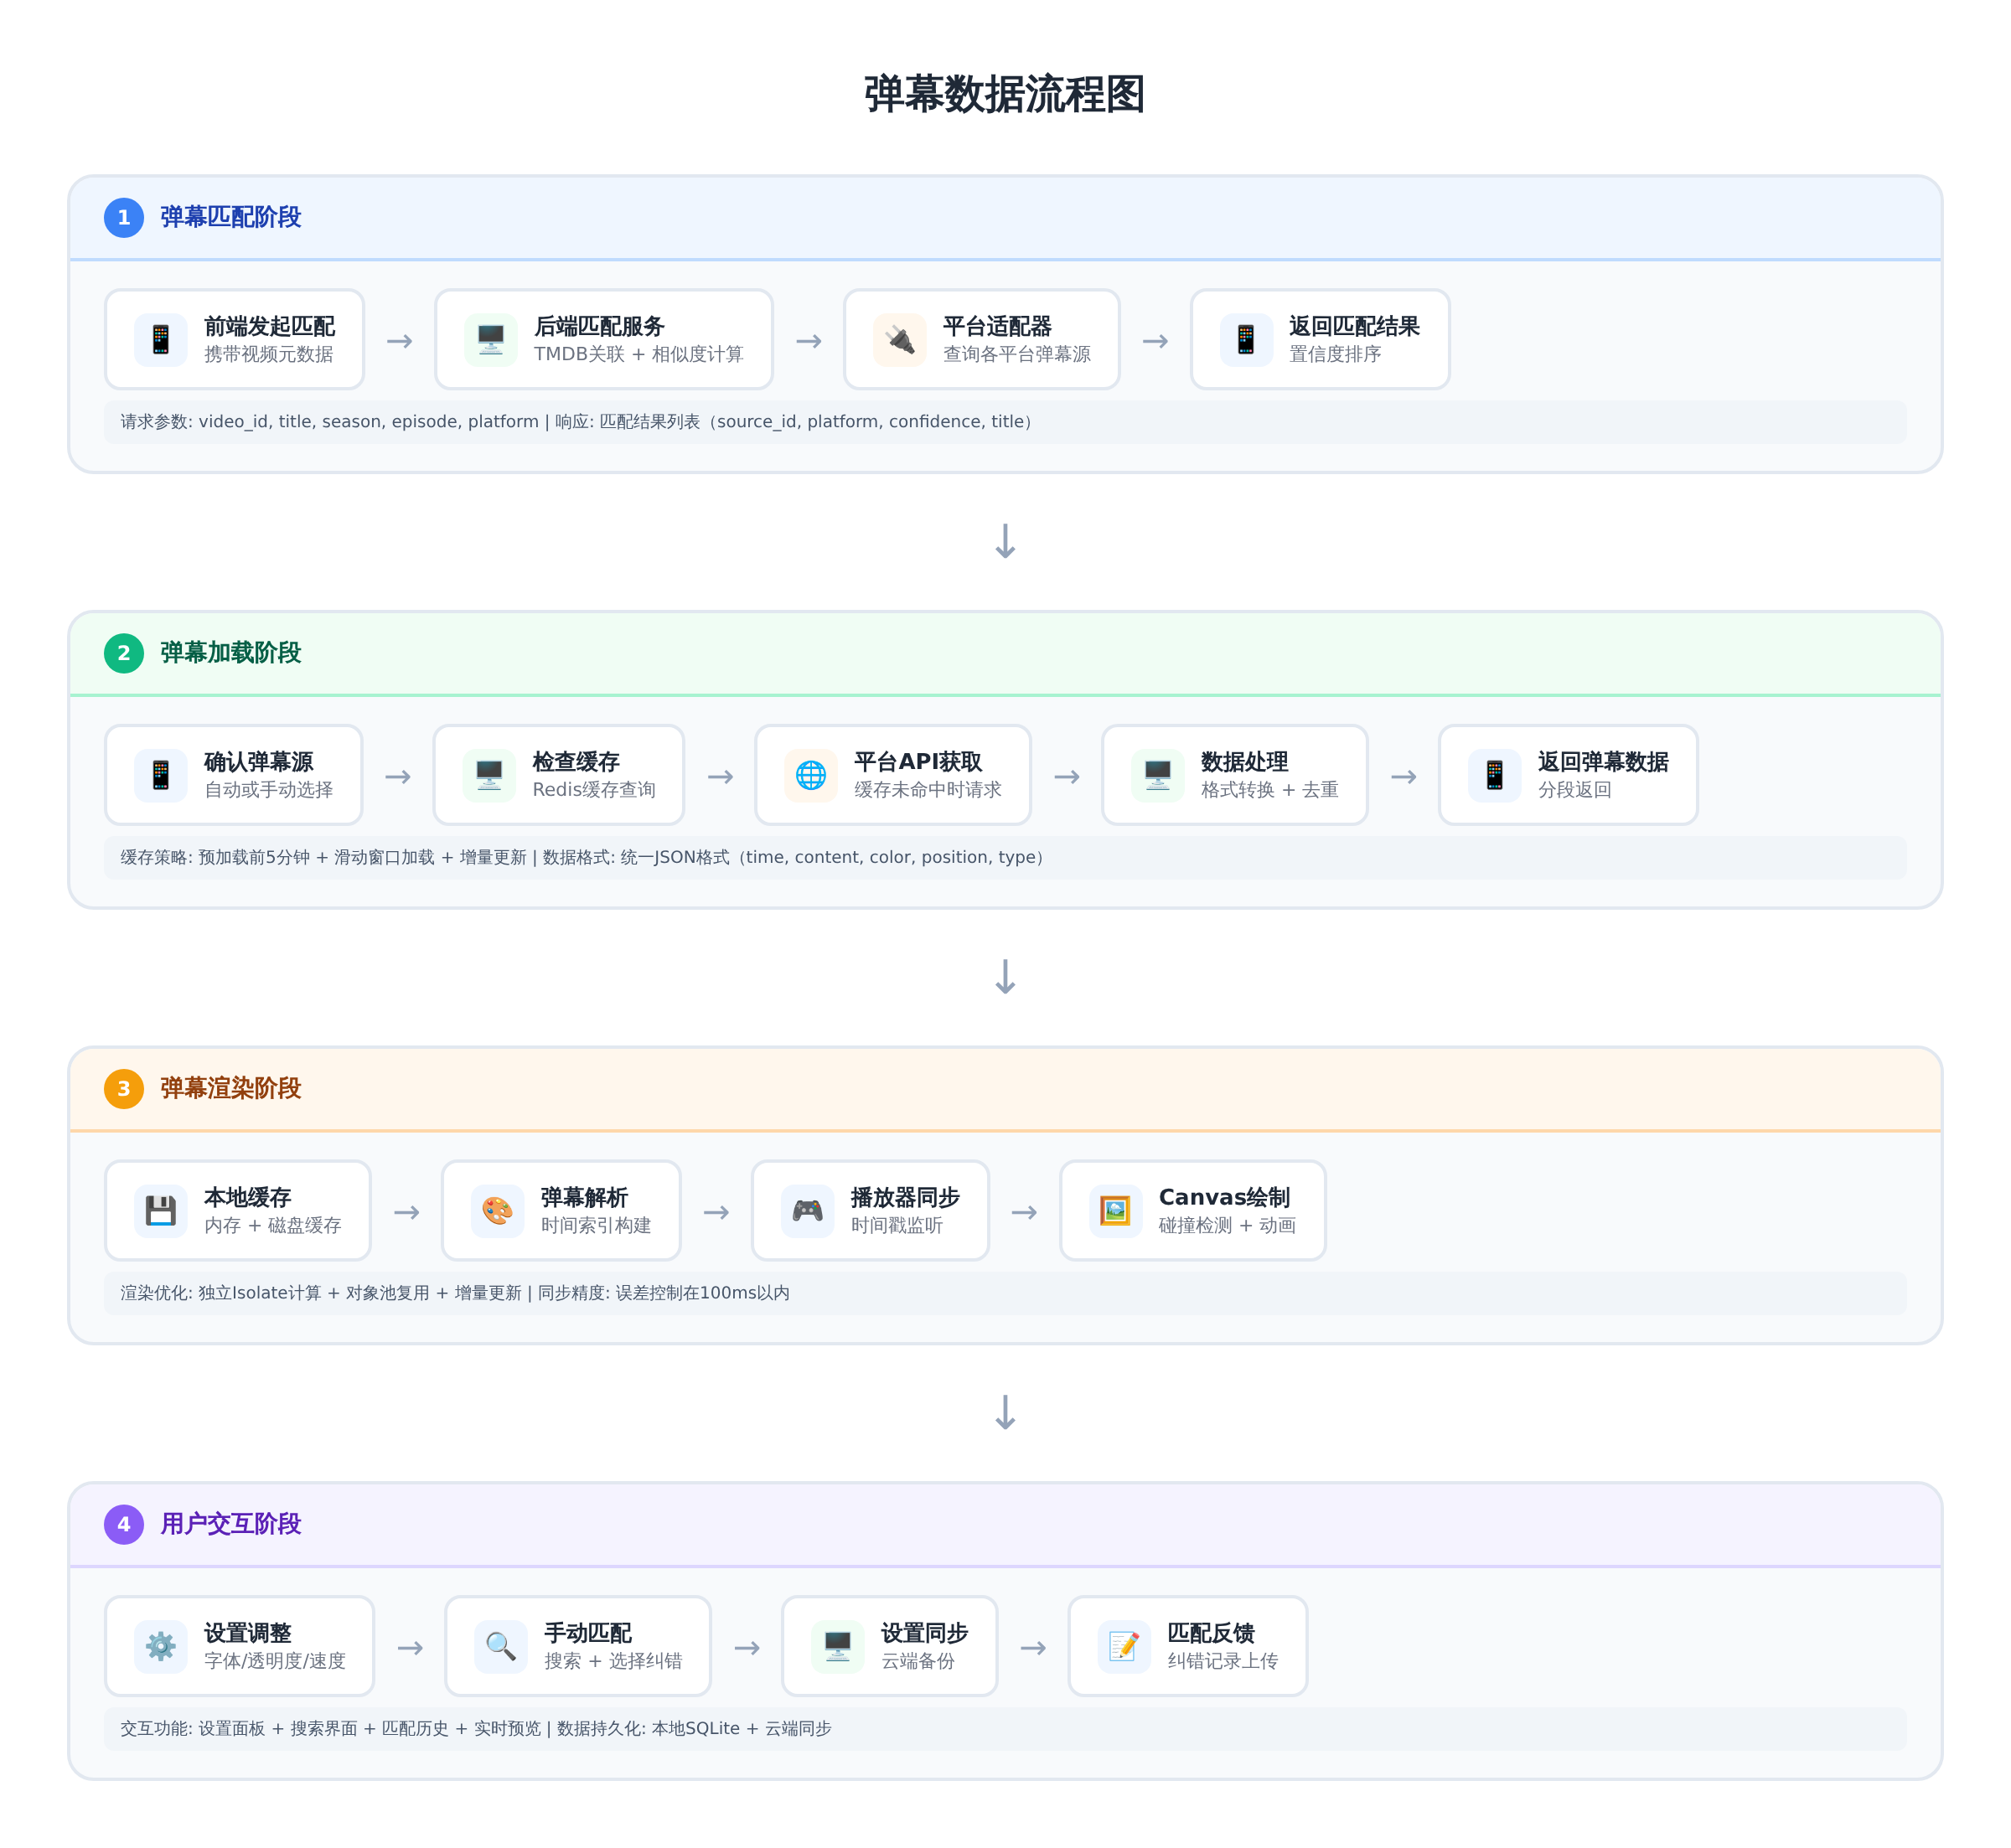 弹幕数据流程图
1 弹幕匹配阶段
前端发起匹配
携带视频元数据
→
后端匹配服务
TMDB关联 + 相似度计算
→
平台适配器
查询各平台弹幕源
→
返回匹配结果
置信度排序
请求参数: video_id, title, season, episode, platform | 响应: 匹配结果列表（source_id, platform, confidence, title）
↓
2 弹幕加载阶段
确认弹幕源
自动或手动选择
→
检查缓存
Redis缓存查询
→
平台API获取
缓存未命中时请求
→
数据处理
格式转换 + 去重
→
返回弹幕数据
分段返回
缓存策略: 预加载前5分钟 + 滑动窗口加载 + 增量更新 | 数据格式: 统一JSON格式（time, content, color, position, type）
↓
3 弹幕渲染阶段
本地缓存
内存 + 磁盘缓存
→
弹幕解析
时间索引构建
→
播放器同步
时间戳监听
→
Canvas绘制
碰撞检测 + 动画
渲染优化: 独立Isolate计算 + 对象池复用 + 增量更新 | 同步精度: 误差控制在100ms以内
↓
4 用户交互阶段
设置调整
字体/透明度/速度
→
手动匹配
搜索 + 选择纠错
→
设置同步
云端备份
→
匹配反馈
纠错记录上传
交互功能: 设置面板 + 搜索界面 + 匹配历史 + 实时预览 | 数据持久化: 本地SQLite + 云端同步